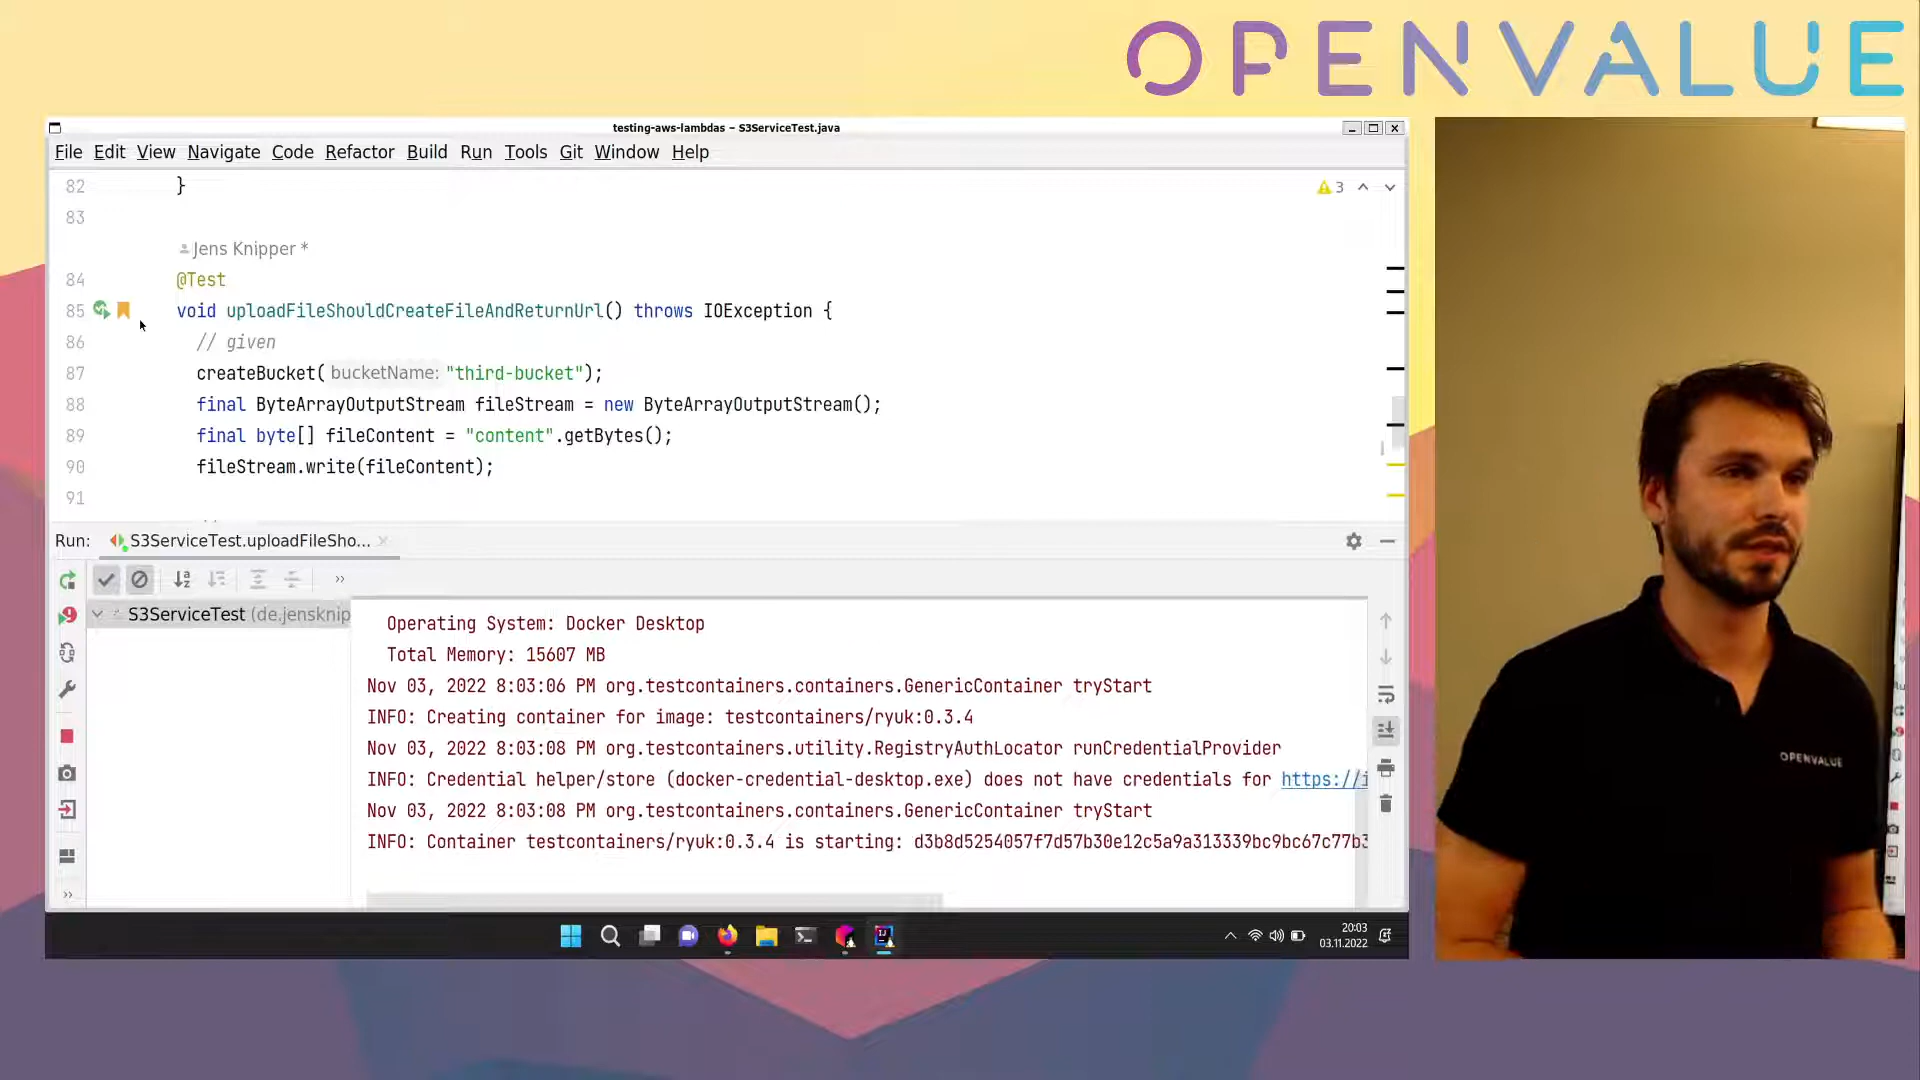 OPENVALUE
testing-aws-lambdas – S3ServiceTest.java
File Edit View Navigate Code Refactor Build Run Tools Git Window Help
82 }
3
83
Jens Knipper *
84 @Test
85 void uploadFileShouldCreateFileAndReturnUrl() throws IOException {
86 // given
87 createBucket( bucketName: "third-bucket");
88 final ByteArrayOutputStream fileStream = new ByteArrayOutputStream();
89 final byte[] fileContent = "content".getBytes();
90 fileStream.write(fileContent);
91
Run: S3ServiceTest.uploadFileSho...
S3ServiceTest (de.jensknip
Operating System: Docker Desktop
Total Memory: 15607 MB
Nov 03, 2022 8:03:06 PM org.testcontainers.containers.GenericContainer tryStart
INFO: Creating container for image: testcontainers/ryuk:0.3.4
Nov 03, 2022 8:03:08 PM org.testcontainers.utility.RegistryAuthLocator runCredentialProvider
INFO: Credential helper/store (docker-credential-desktop.exe) does not have credentials for https://i
Nov 03, 2022 8:03:08 PM org.testcontainers.containers.GenericContainer tryStart
INFO: Container testcontainers/ryuk:0.3.4 is starting: d3b8d5254057f7d57b30e12c5a9a313339bc9bc67c77b3
20:03
03.11.2022
OPENVALUE